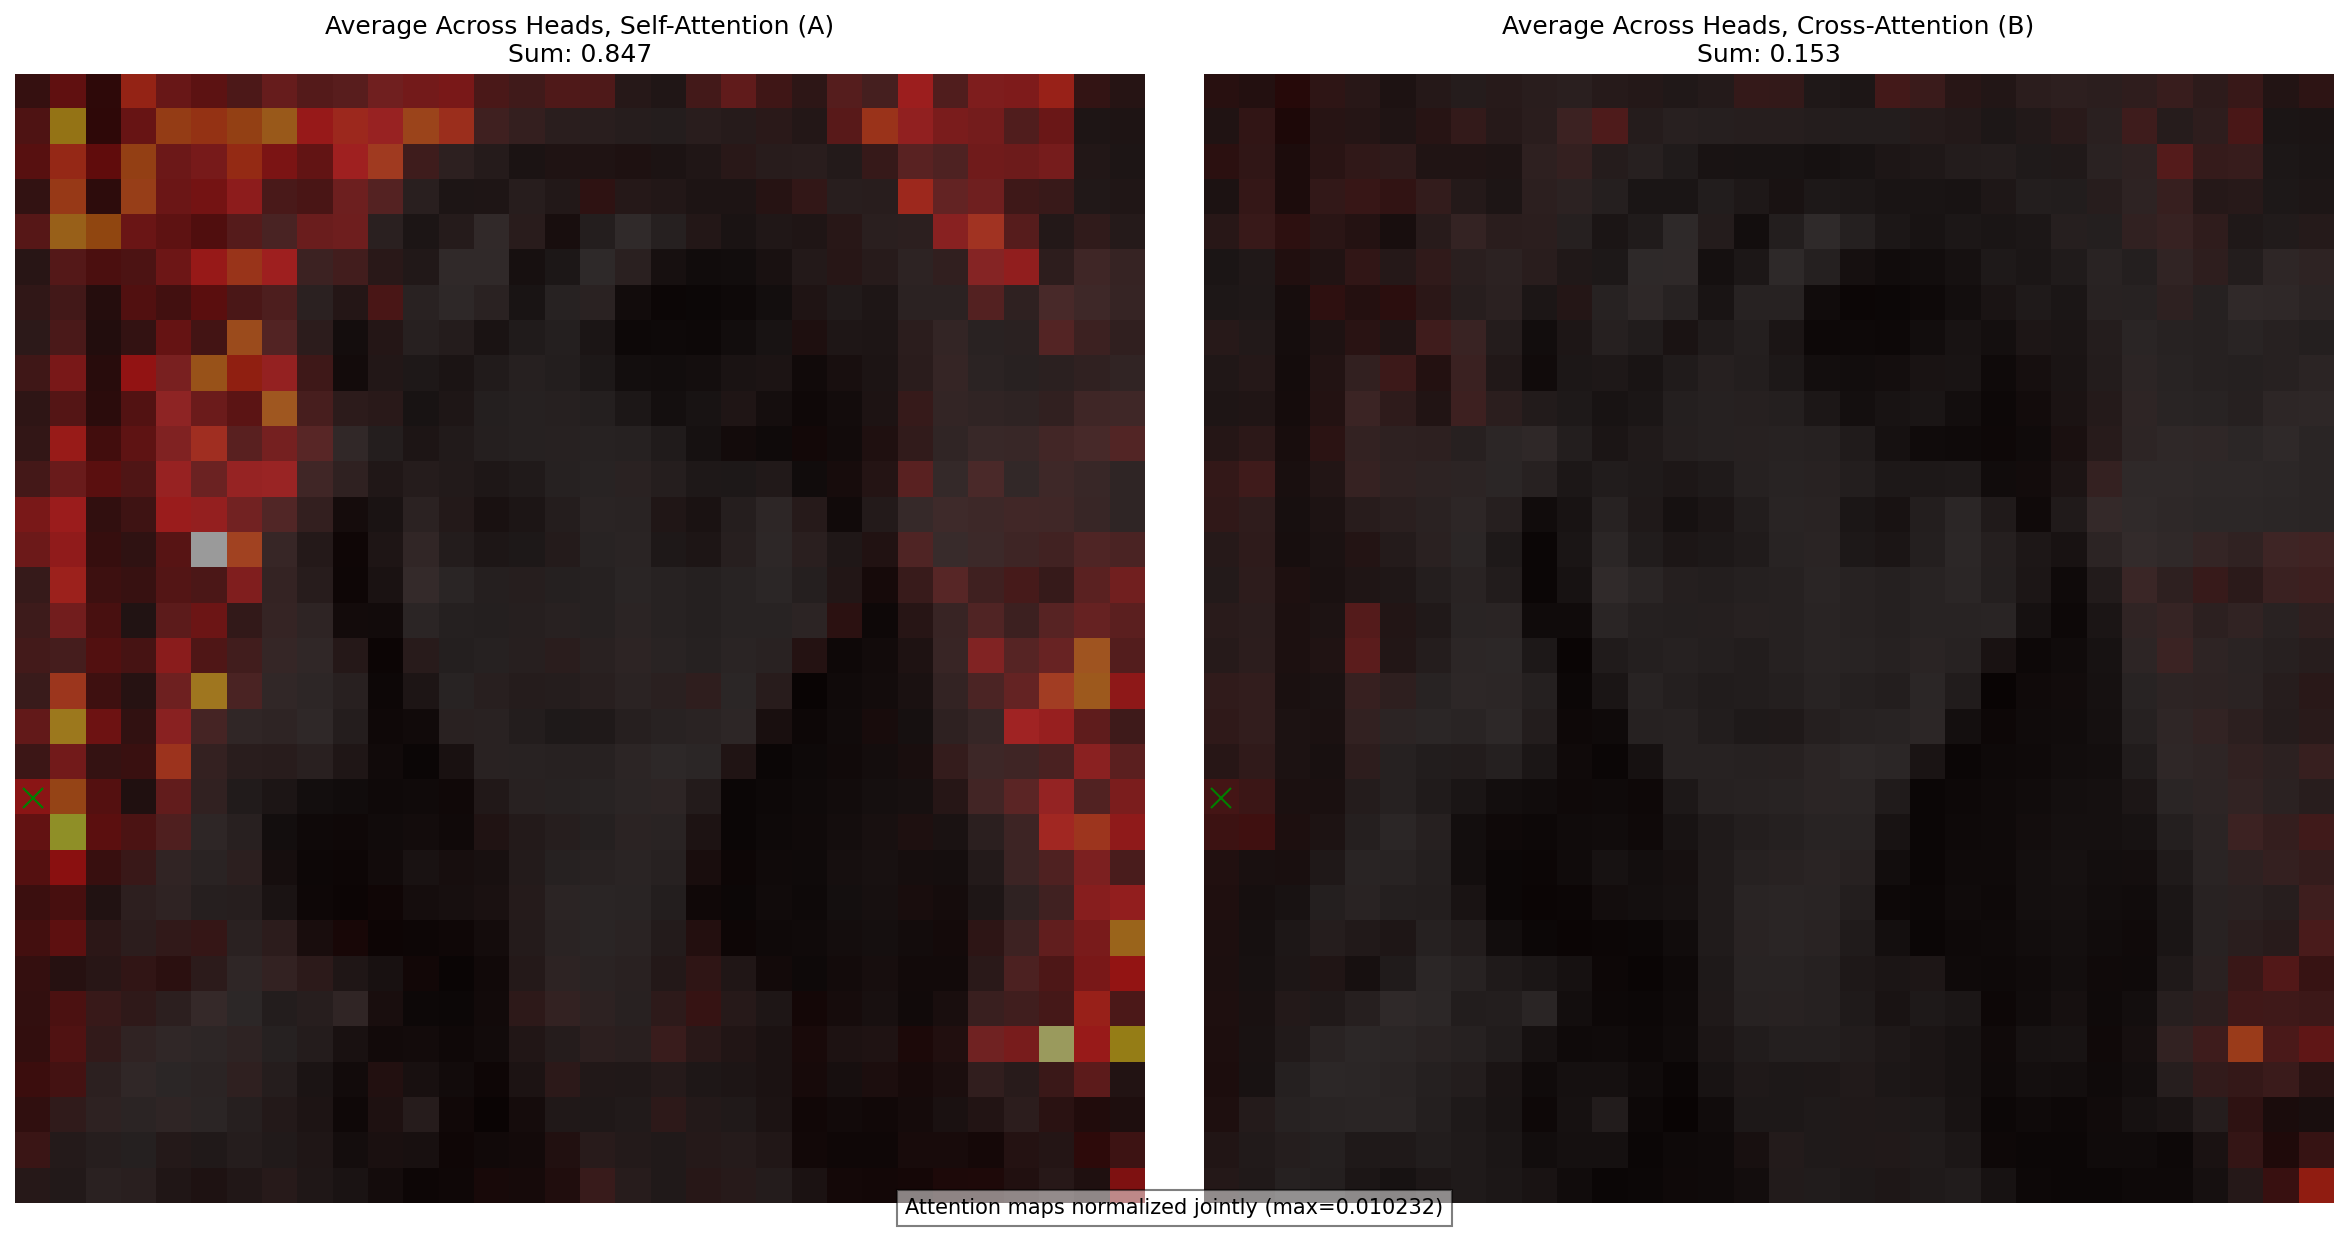 Average Across Heads, Self-Attention (A)
Sum: 0.847
Average Across Heads, Cross-Attention (B)
Sum: 0.153
Attention maps normalized jointly (max=0.010232)